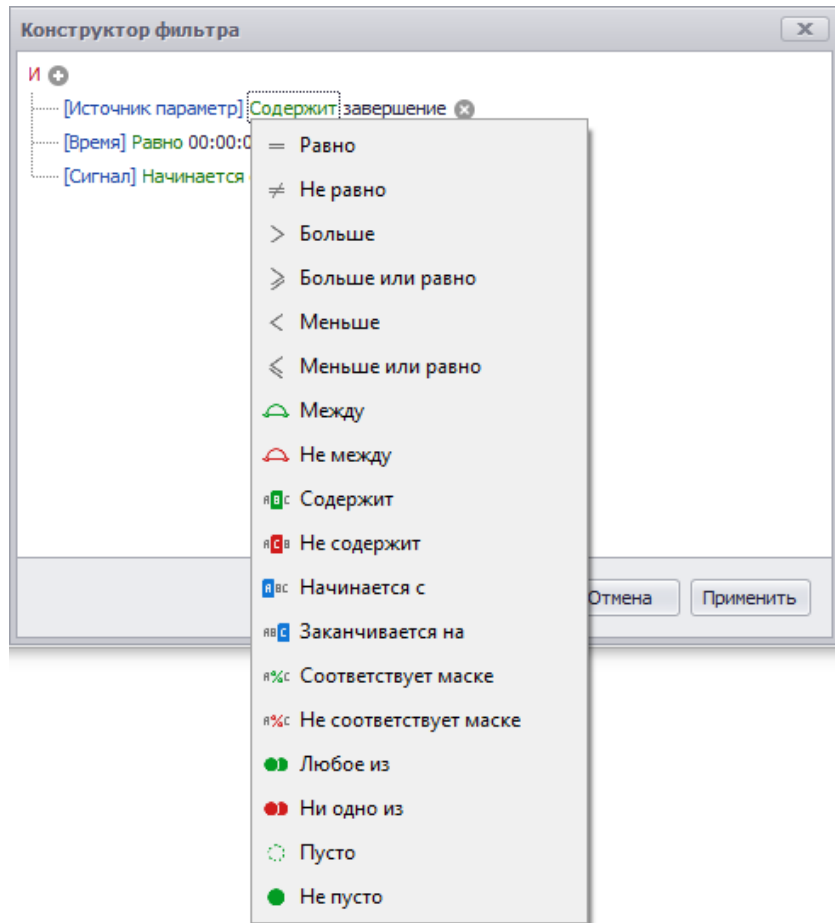 Конструктор фильтра
И
[Источник параметр] Содержит завершение
[Время] Равно 00:00:0
[Сигнал] Начинается
Равно
Не равно
Больше
Больше или равно
Меньше
Меньше или равно
Между
Не между
Содержит
Не содержит
Начинается с
Заканчивается на
Соответствует маске
Не соответствует маске
Любое из
Ни одно из
Пусто
Не пусто
Отмена
Применить